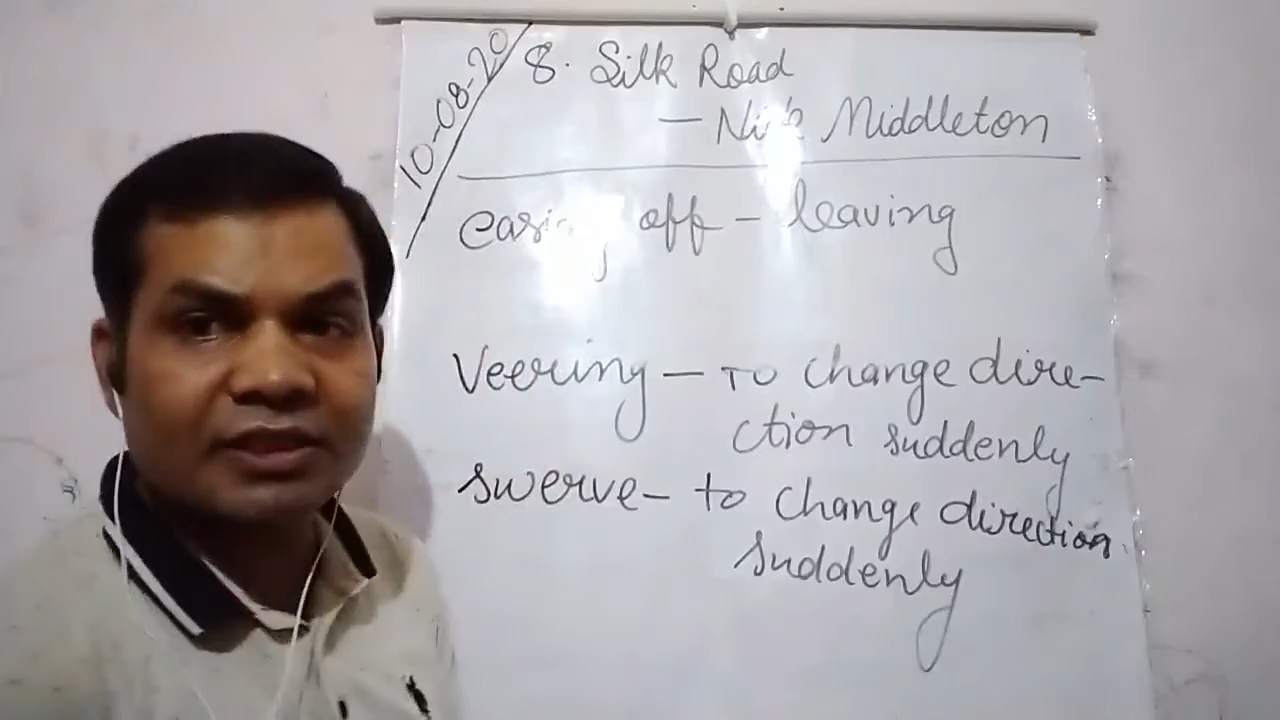 10-08-20
8. Silk Road
- Middleton
off - leaving
Veering - To change dire-
ction suddenly
swerve - to change direction
suddenly